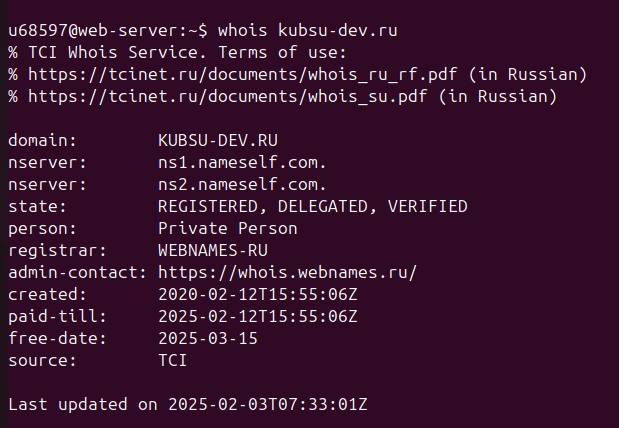 u68597@web-server:~$ whois kubsu-dev.ru
% TCI Whois Service. Terms of use:
% https://tcinet.ru/documents/whois_ru_rf.pdf (in Russian)
% https://tcinet.ru/documents/whois_su.pdf (in Russian)

domain:        KUBSU-DEV.RU
nserver:       ns1.nameself.com.
nserver:       ns2.nameself.com.
state:         REGISTERED, DELEGATED, VERIFIED
person:        Private Person
registrar:     WEBNAMES-RU
admin-contact: https://whois.webnames.ru/
created:       2020-02-12T15:55:06Z
paid-till:     2025-02-12T15:55:06Z
free-date:     2025-03-15
source:        TCI

Last updated on 2025-02-03T07:33:01Z